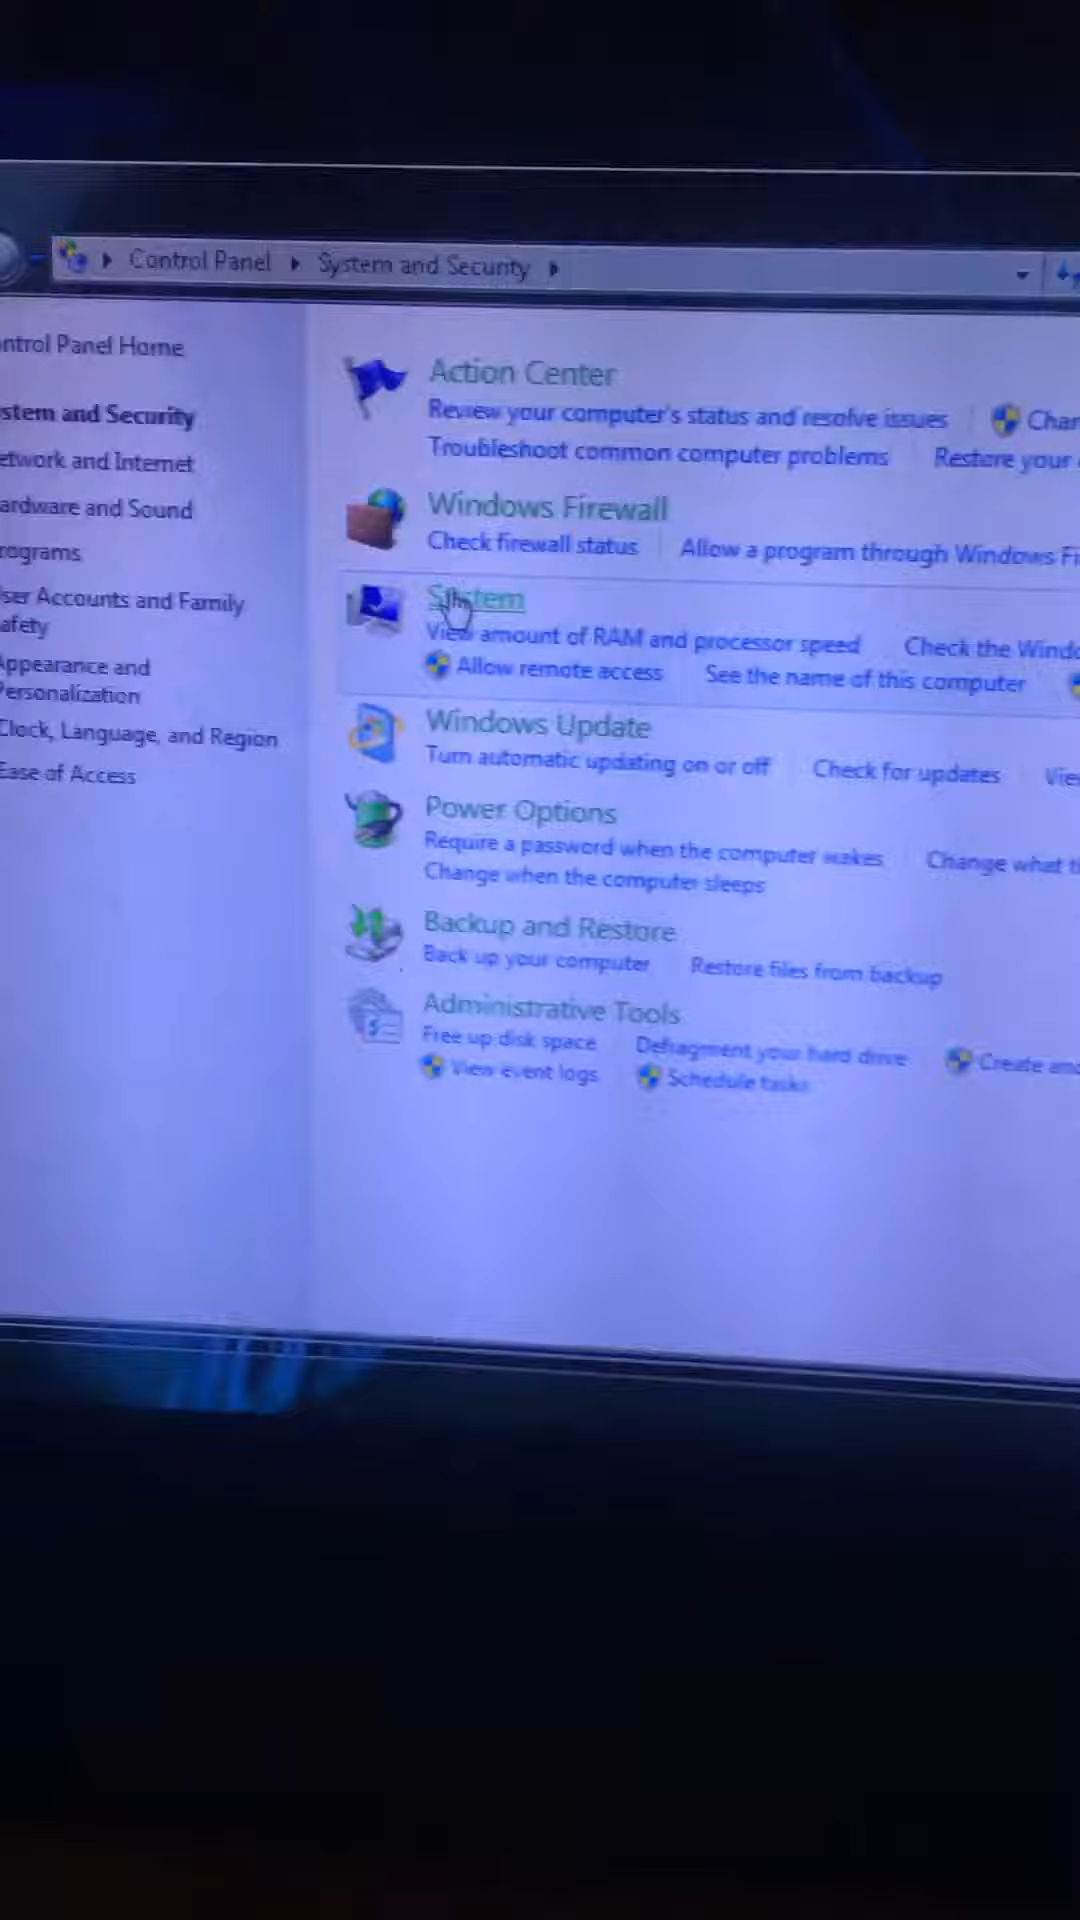 Control Panel ▸ System and Security ▸
ntrol Panel Home
stem and Security
etwork and Internet
ardware and Sound
rograms
ser Accounts and Family
afety
Appearance and
Personalization
Clock, Language, and Region
Ease of Access
Action Center
Review your computer's status and resolve issues Char
Troubleshoot common computer problems Restore your
Windows Firewall
Check firewall status Allow a program through Windows Fi
System
View amount of RAM and processor speed Check the Windo
Allow remote access See the name of this computer
Windows Update
Turn automatic updating on or off Check for updates Vie
Power Options
Require a password when the computer wakes Change what t
Change when the computer sleeps
Backup and Restore
Back up your computer Restore files from backup
Administrative Tools
Free up disk space Defragment your hard drive Create and
View event logs Schedule tasks